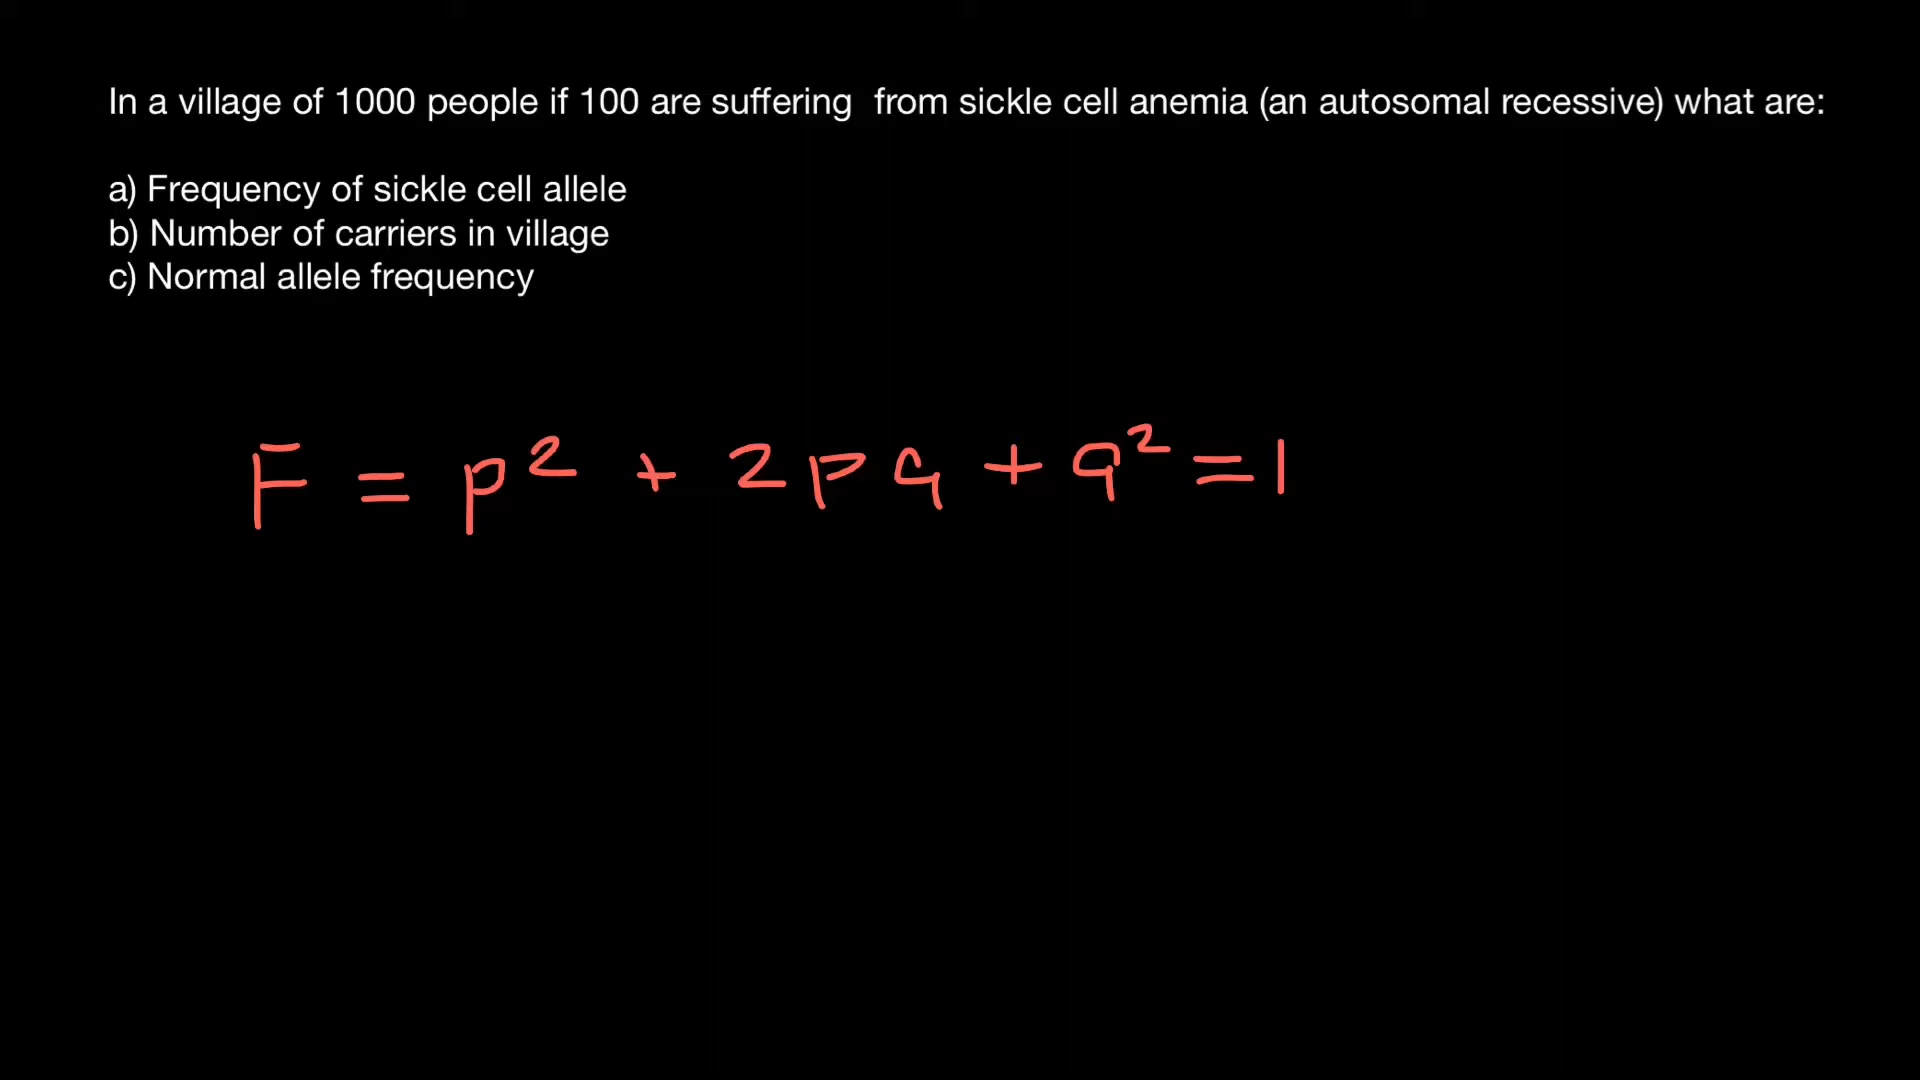 In a village of 1000 people if 100 are suffering  from sickle cell anemia (an autosomal recessive) what are:
a) Frequency of sickle cell allele
b) Number of carriers in village
c) Normal allele frequency
F = p² + 2pq + q² = 1